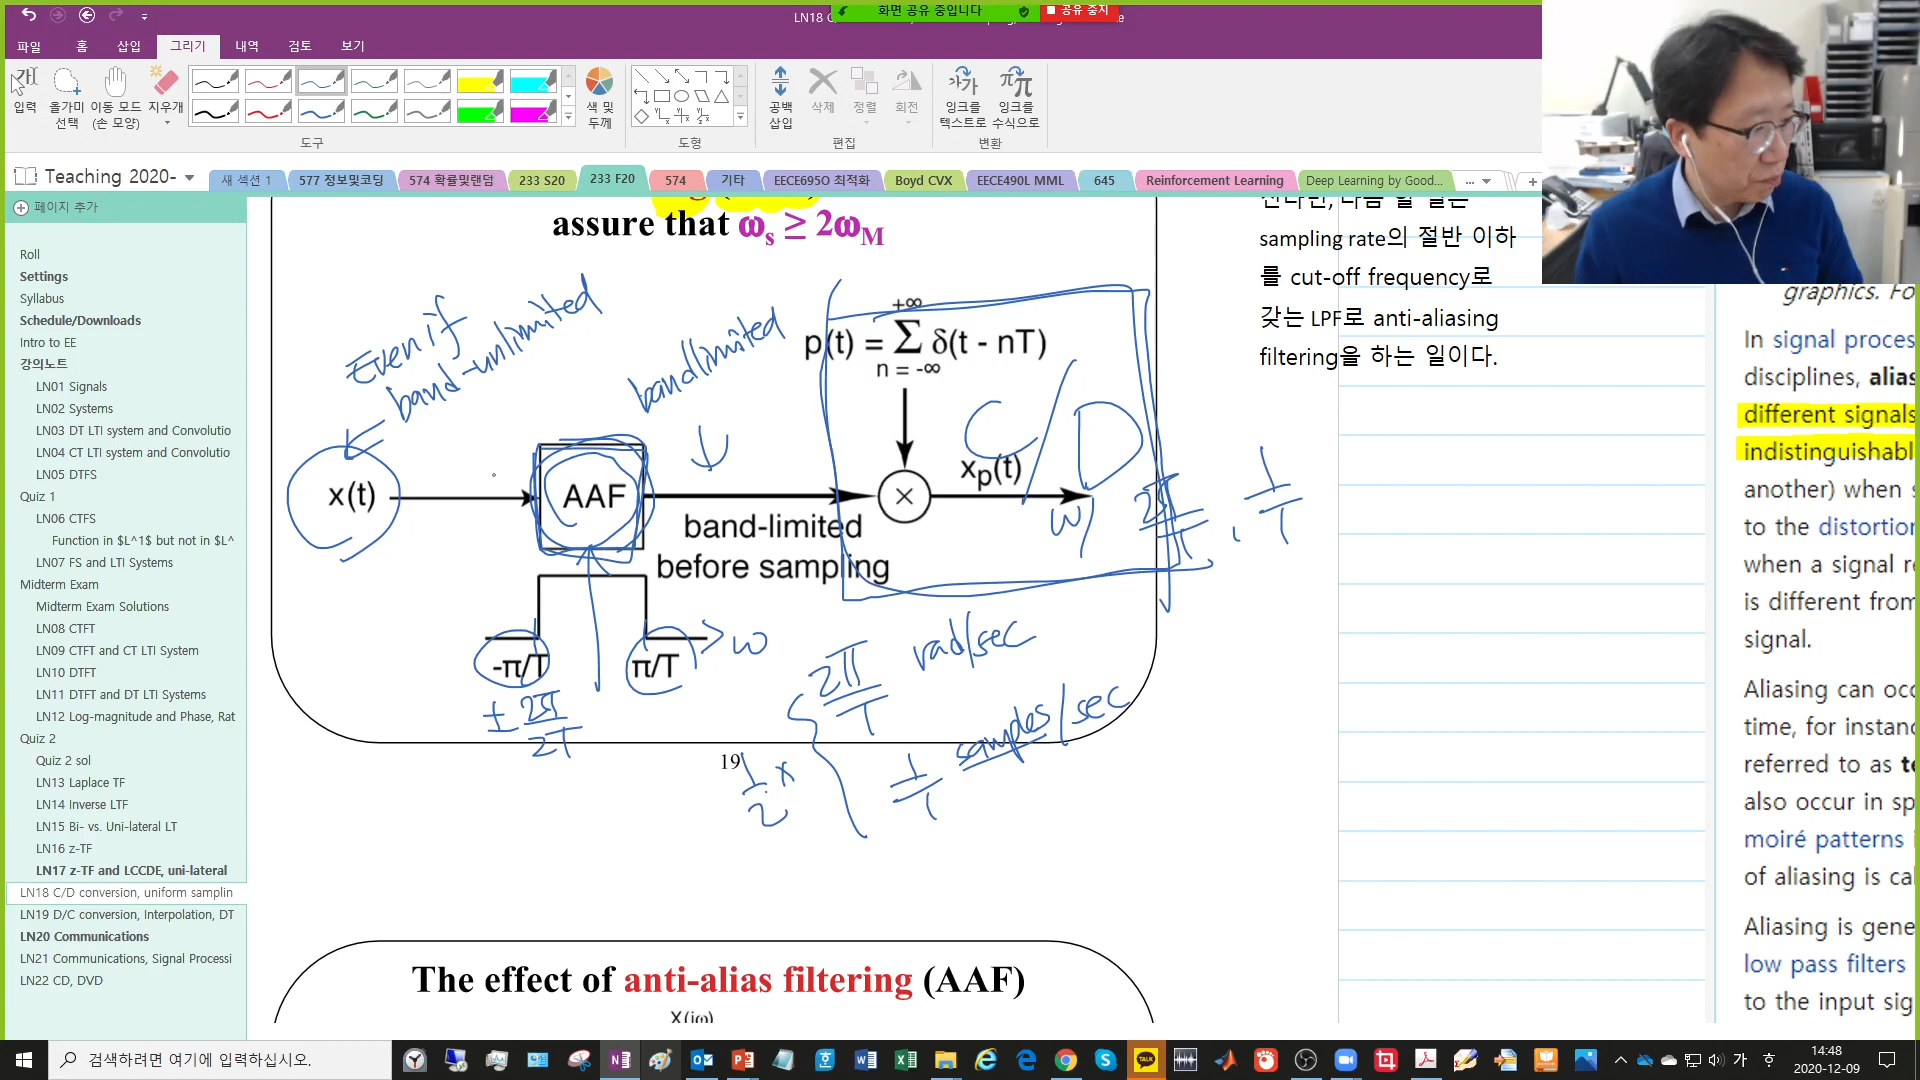 LN18 C
화면 공유 중입니다
공유 중지
파일 홈 삽입 그리기 내역 검토 보기
입력
올가미 선택
이동 모드 (손 모양)
지우개
색 및 두께
공백 삽입
삭제
정렬
회전
잉크를 텍스트로
잉크를 수식으로
도구
도형
편집
변환
Teaching 2020-
새 섹션 1
577 정보및코딩
574 확률및랜덤
233 S20
233 F20
574
기타
EECE695O 최적화
Boyd CVX
EECE490L MML
645
Reinforcement Learning
Deep Learning by Good...
...
페이지 추가
Roll
Settings
Syllabus
Schedule/Downloads
Intro to EE
강의노트
LN01 Signals
LN02 Systems
LN03 DT LTI system and Convolutio
LN04 CT LTI system and Convolutio
LN05 DTFS
Quiz 1
LN06 CTFS
Function in $L^1$ but not in $L^
LN07 FS and LTI Systems
Midterm Exam
Midterm Exam Solutions
LN08 CTFT
LN09 CTFT and CT LTI System
LN10 DTFT
LN11 DTFT and DT LTI Systems
LN12 Log-magnitude and Phase, Rat
Quiz 2
Quiz 2 sol
LN13 Laplace TF
LN14 Inverse LTF
LN15 Bi- vs. Uni-lateral LT
LN16 z-TF
LN17 z-TF and LCCDE, uni-lateral
LN18 C/D conversion, uniform samplin
LN19 D/C conversion, Interpolation, DT
LN20 Communications
LN21 Communications, Signal Processi
LN22 CD, DVD
assure that ωs ≥ 2ωM
Even if
band-unlimited
bandlimited
+∞
p(t) = Σ δ(t - nT)
n = -∞
C/D
x(t)
AAF
×
xp(t)
w/ 2π/T, 1/T
band-limited
before sampling
-π/T
π/T
> ω
± 2π/2T
2π/T rad/sec
1/T samples/sec
1/2 ×
19
The effect of anti-alias filtering (AAF)
X(jω)
sampling rate의 절반 이하
를 cut-off frequency로
갖는 LPF로 anti-aliasing
filtering을 하는 일이다.
graphics. Fo
In signal proces
disciplines, alias
different signals
indistinguishabl
another) when s
to the distortion
when a signal re
is different from
signal.
Aliasing can occ
time, for instanc
referred to as te
also occur in sp
moiré patterns i
of aliasing is cal
Aliasing is gene
low pass filters
to the input sig
검색하려면 여기에 입력하십시오.
TALK
가
14:48
2020-12-09